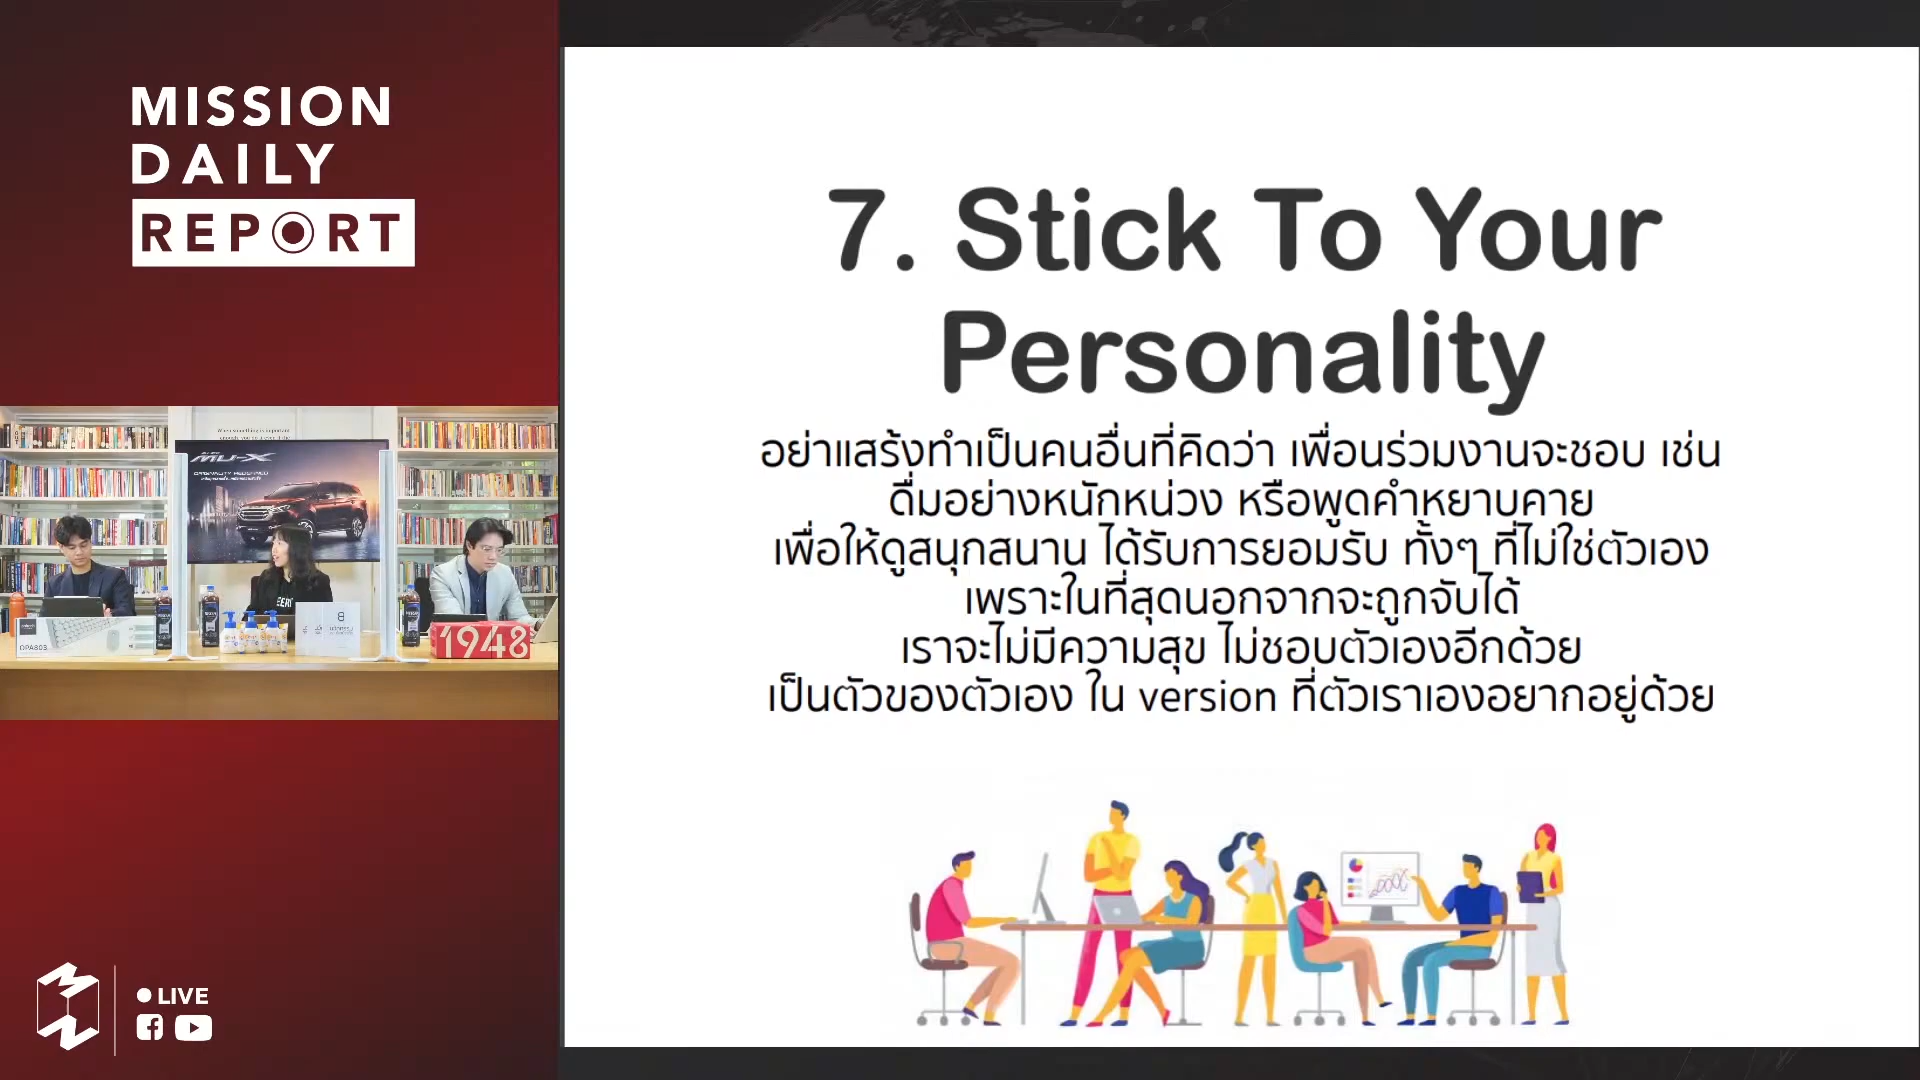 MISSION
DAILY
REPORT
7. Stick To Your
Personality
อย่าแสร้งทำเป็นคนอื่นที่คิดว่า เพื่อนร่วมงานจะชอบ เช่น
ดื่มอย่างหนักหน่วง หรือพูดคำหยาบคาย
เพื่อให้ดูสนุกสนาน ได้รับการยอมรับ ทั้งๆ ที่ไม่ใช่ตัวเอง
เพราะในที่สุดนอกจากจะถูกจับได้
เราจะไม่มีความสุข ไม่ชอบตัวเองอีกด้วย
เป็นตัวของตัวเอง ใน version ที่ตัวเราเองอยากอยู่ด้วย
When something is important
MU-X
1948
LIVE